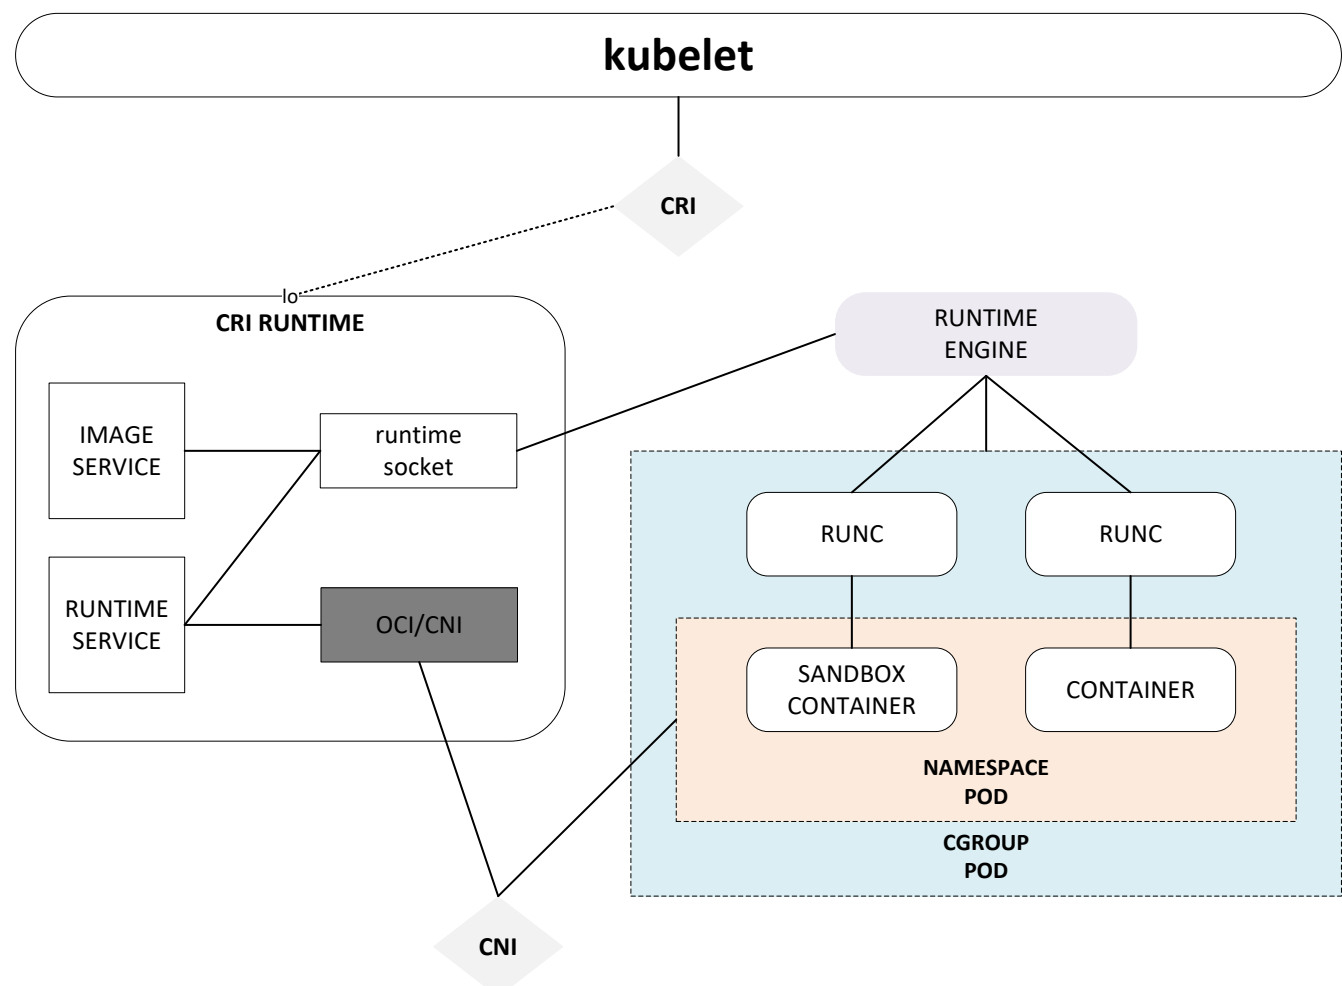 kubelet
CRI
lo
CRI RUNTIME
RUNTIME
ENGINE
IMAGE
SERVICE
runtime
socket
RUNC
RUNC
RUNTIME
SERVICE
OCI/CNI
SANDBOX
CONTAINER
CONTAINER
NAMESPACE
POD
CGROUP
POD
CNI